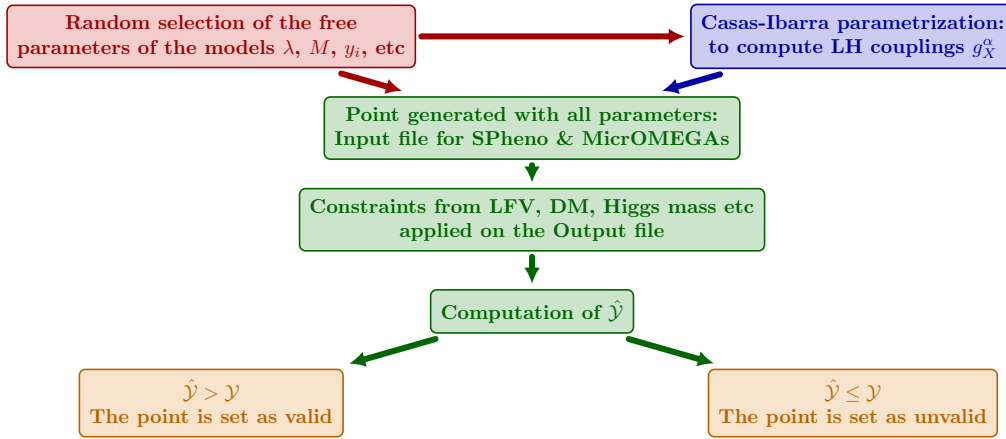 Random selection of the free
parameters of the models λ, M, y_i, etc
Casas-Ibarra parametrization:
to compute LH couplings g_X^α
Point generated with all parameters:
Input file for SPheno & MicrOMEGAs
Constraints from LFV, DM, Higgs mass etc
applied on the Output file
Computation of 𝒴̂
𝒴̂ > 𝒴
The point is set as valid
𝒴̂ ≤ 𝒴
The point is set as unvalid